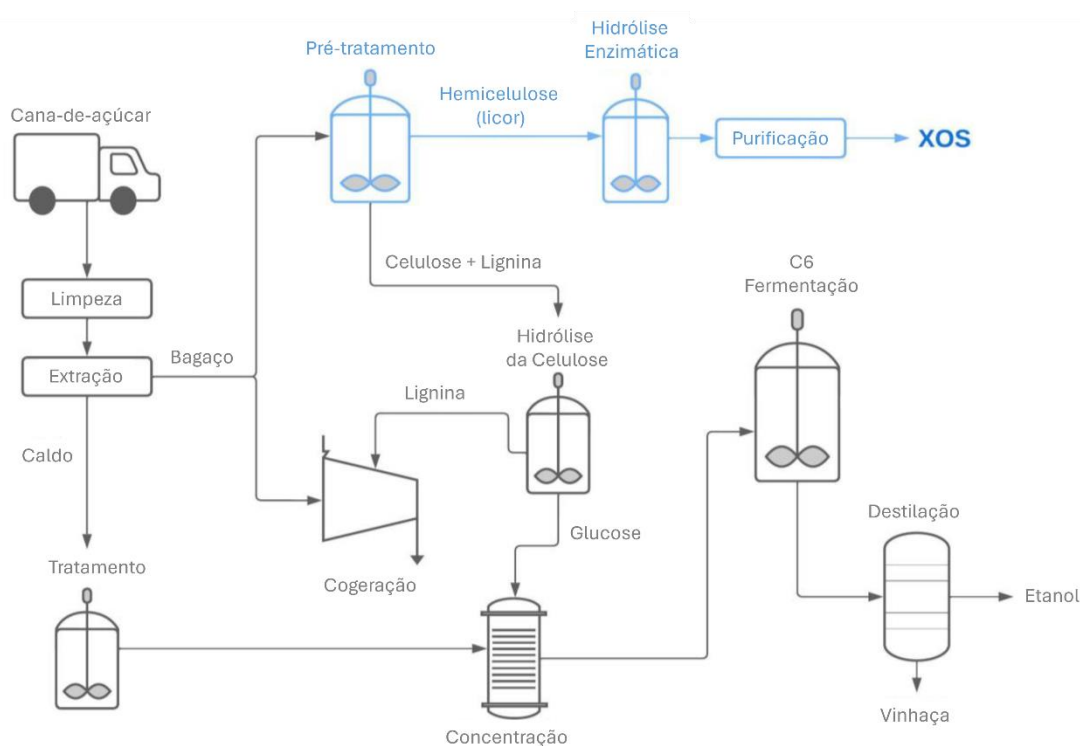 Pré-tratamento
Hidrólise
Enzimática
Hemicelulose
(licor)
Purificação
XOS
Cana-de-açúcar
Limpeza
Extração
Bagaço
Caldo
Celulose + Lignina
Hidrólise
da Celulose
Lignina
C6
Fermentação
Glucose
Cogeração
Tratamento
Concentração
Destilação
Etanol
Vinhaça